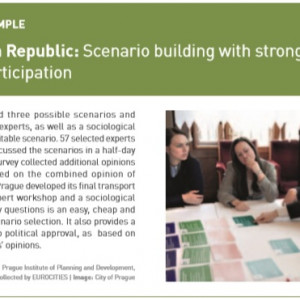 MPLE
Republic: Scenario building with strong
rticipation
d three possible scenarios and
experts, as well as a sociological
itable scenario. 57 selected experts
cussed the scenarios in a half-day
urvey collected additional opinions
ed on the combined opinion of
Prague developed its final transport
pert workshop and a sociological
y questions is an easy, cheap and
nario selection. It also provides a
o political approval, as based on
s' opinions.
Prague Institute of Planning and Development,
ollected by EUROCITIES | Image: City of Prague